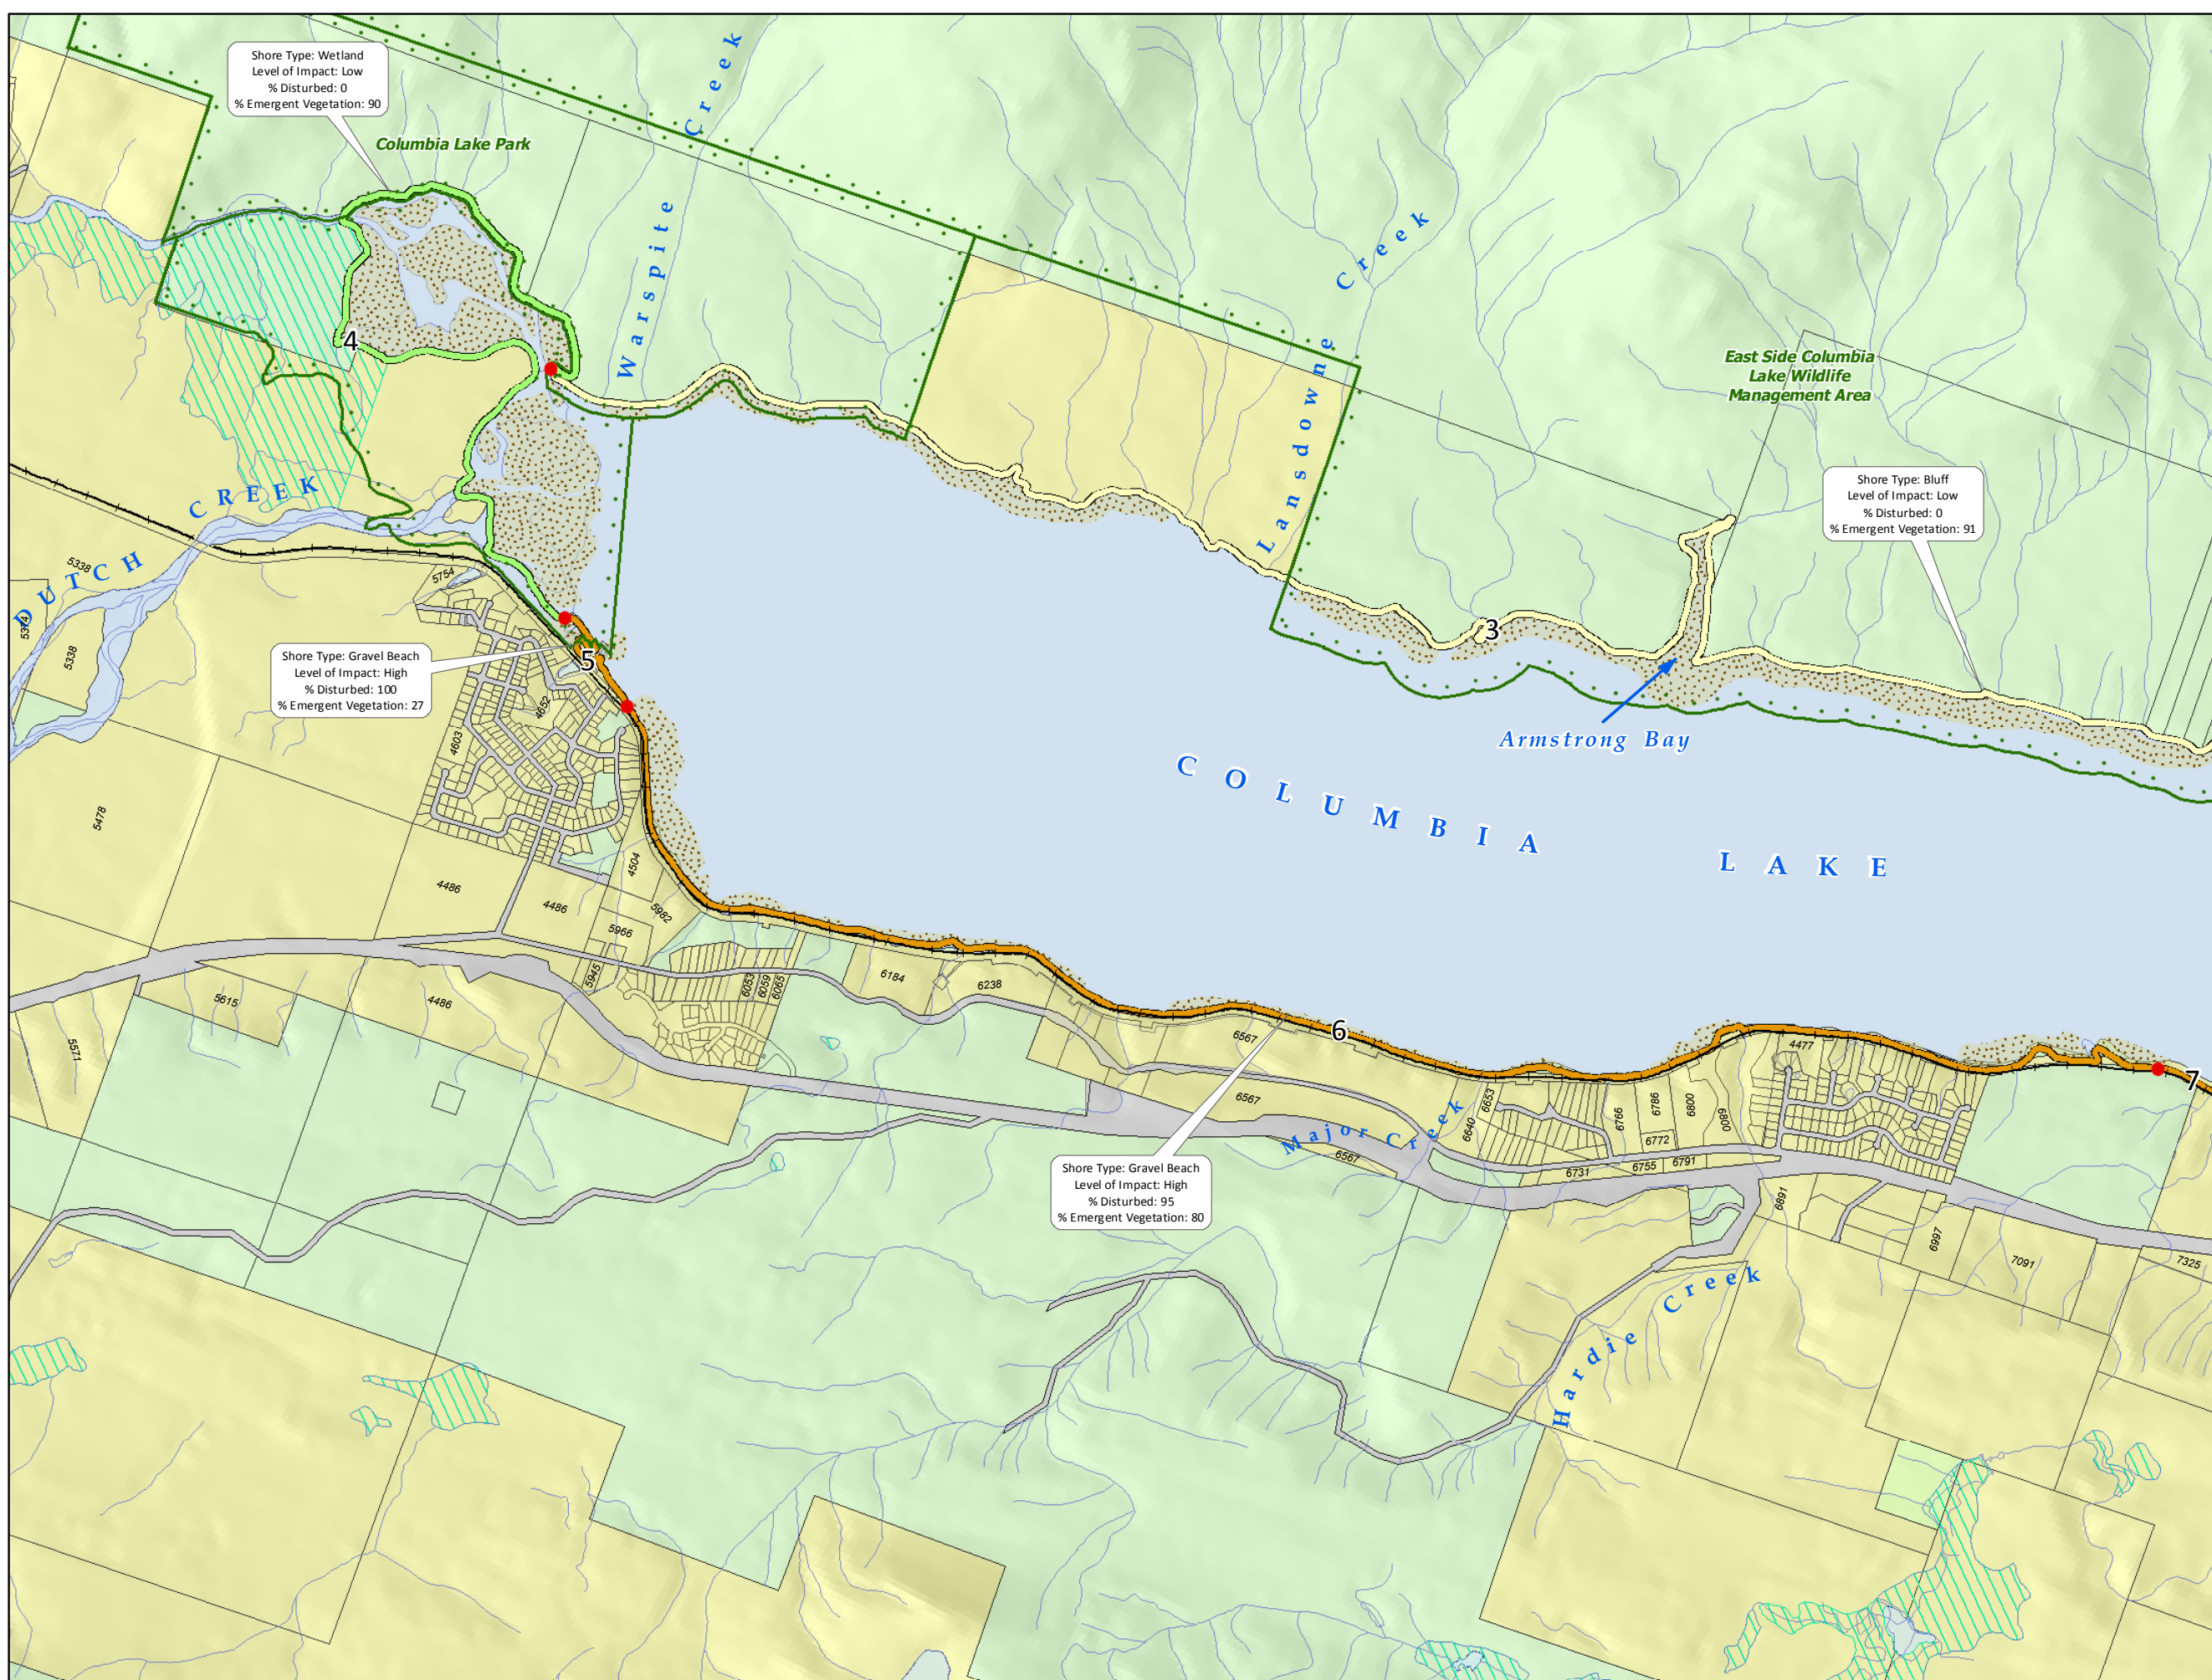 Shore Type: Wetland
Level of Impact: Low
% Disturbed: 0
% Emergent Vegetation: 90
Columbia Lake Park
Warspite Creek
Lansdowne Creek
East Side Columbia
Lake Wildlife
Management Area
4
Shore Type: Bluff
Level of Impact: Low
% Disturbed: 0
% Emergent Vegetation: 91
DUTCH CREEK
5338
5374
5338
5754
3
Shore Type: Gravel Beach
Level of Impact: High
% Disturbed: 100
% Emergent Vegetation: 27
5
4652
4603
Armstrong Bay
COLUMBIA LAKE
5478
4504
4486
4486
5982
5966
5945
6053
6059
6065
6184
6238
5615
4486
5571
6567
6
4477
7
6567
Major Creek
6640
6653
6766
6786
6800
6800
6772
6567
6731
6755
6791
Shore Type: Gravel Beach
Level of Impact: High
% Disturbed: 95
% Emergent Vegetation: 80
6891
6997
7091
7325
Hardie Creek